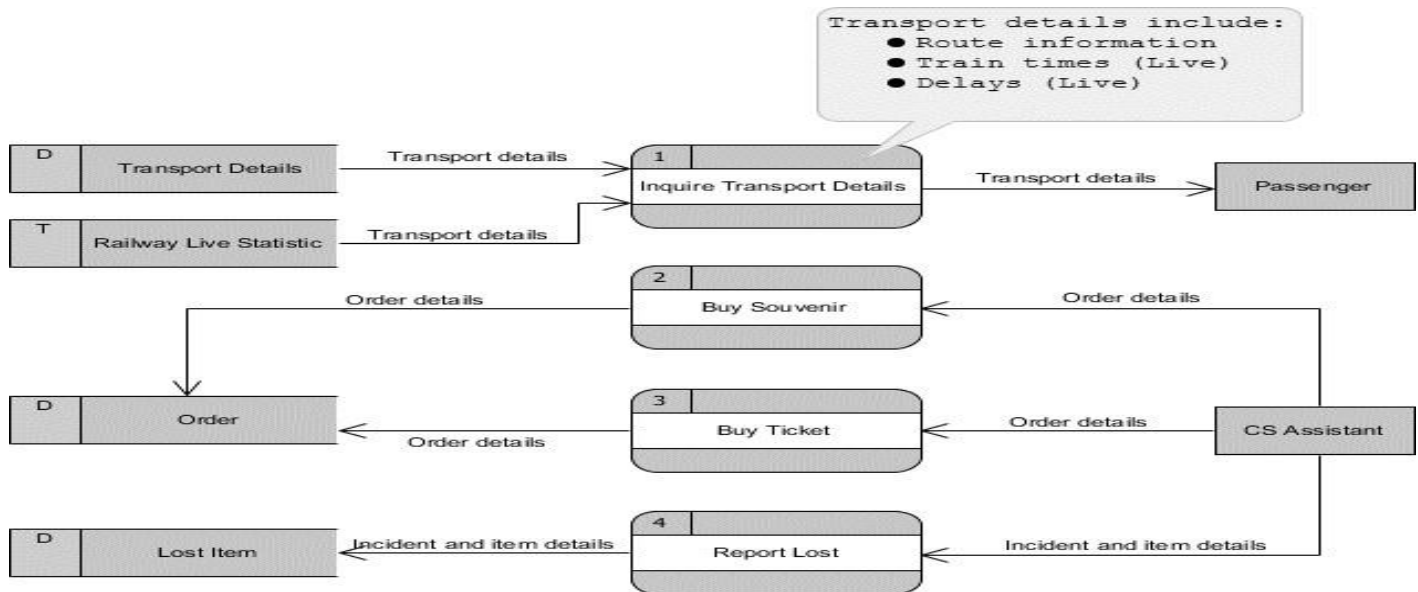 Transport details include:
● Route information
● Train times (Live)
● Delays (Live)
D
Transport Details
Transport details
1
Inquire Transport Details
Transport details
Passenger
T
Railway Live Statistic
Transport details
2
Buy Souvenir
Order details
Order details
D
Order
Order details
3
Buy Ticket
Order details
CS Assistant
D
Lost Item
Incident and item details
4
Report Lost
Incident and item details